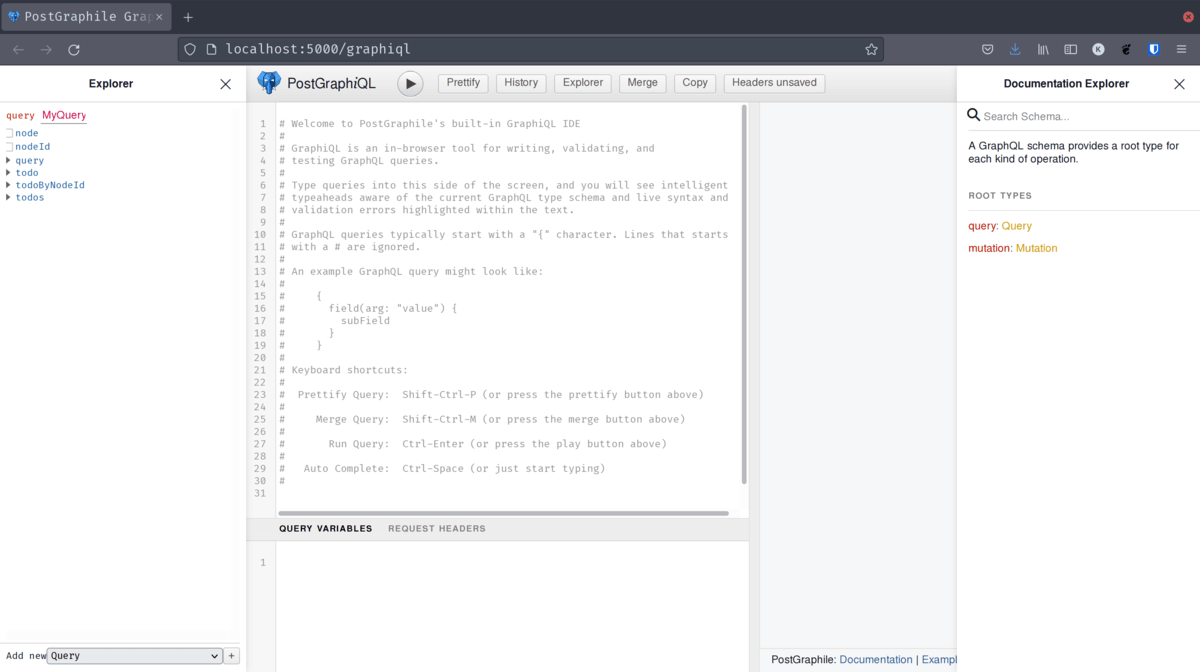 PostGraphile Grap
localhost:5000/graphiql
K
Explorer
query MyQuery
node
nodeId
query
todo
todoByNodeId
todos
Add new Query +
PostGraphiQL
Prettify
History
Explorer
Merge
Copy
Headers unsaved
1 # Welcome to PostGraphile's built-in GraphiQL IDE
2 #
3 # GraphiQL is an in-browser tool for writing, validating, and
4 # testing GraphQL queries.
5 #
6 # Type queries into this side of the screen, and you will see intelligent
7 # typeaheads aware of the current GraphQL type schema and live syntax and
8 # validation errors highlighted within the text.
9 #
10 # GraphQL queries typically start with a "{" character. Lines that starts
11 # with a # are ignored.
12 #
13 # An example GraphQL query might look like:
14 #
15 #     {
16 #       field(arg: "value") {
17 #         subField
18 #       }
19 #     }
20 #
21 # Keyboard shortcuts:
22 #
23 #  Prettify Query:  Shift-Ctrl-P (or press the prettify button above)
24 #
25 #     Merge Query:  Shift-Ctrl-M (or press the merge button above)
26 #
27 #       Run Query:  Ctrl-Enter (or press the play button above)
28 #
29 #   Auto Complete:  Ctrl-Space (or just start typing)
30 #
31
QUERY VARIABLES REQUEST HEADERS
1
PostGraphile: Documentation | Exampl
Documentation Explorer
Search Schema...
A GraphQL schema provides a root type for
each kind of operation.
ROOT TYPES
query: Query
mutation: Mutation